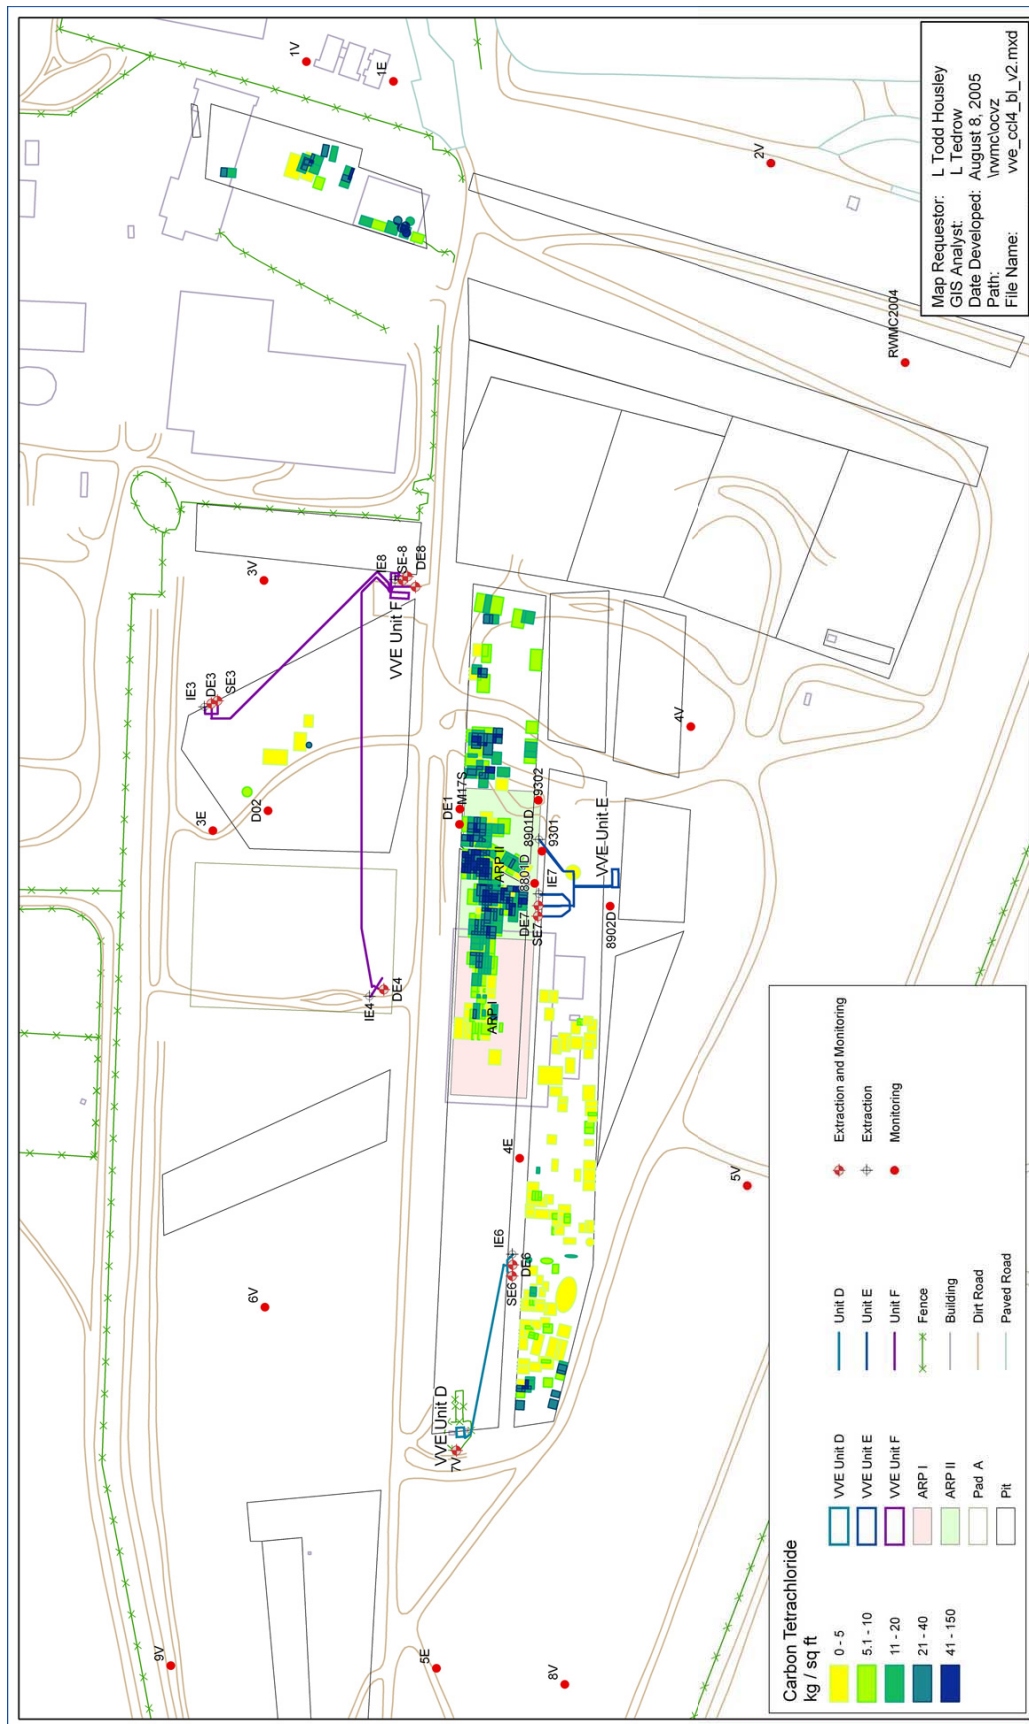 Map Requestor: L Todd Housley
GIS Analyst: L Tedrow
Date Developed: August 8, 2005
Path: \rwmc\ocvz
File Name: vve_ccl4_bl_v2.mxd
1V
1E
2V
RWMC2004
3V
IE8
SE-8
DE8
VVE Unit F
IE3
DE3
SE3
3E
D02
4V
DE1
M17S
9302
8901D
9301
VVE Unit E
ARP II
8801D
IE7
DE7
SE7
8902D
IE4
DE4
ARP I
4E
5V
IE6
DE6
SE6
6V
VVE Unit D
7V
9V
5E
8V
Carbon Tetrachloride
kg / sq ft
0 - 5
5.1 - 10
11 - 20
21 - 40
41 - 150
VVE Unit D
VVE Unit E
VVE Unit F
ARP I
ARP II
Pad A
Pit
Unit D
Unit E
Unit F
Fence
Building
Dirt Road
Paved Road
Extraction and Monitoring
Extraction
Monitoring